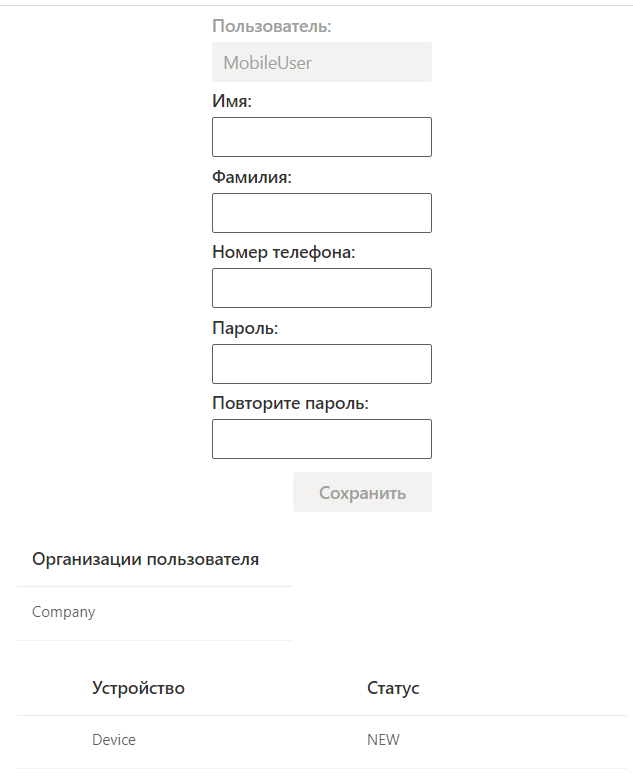 Пользователь:
MobileUser
Имя:
Фамилия:
Номер телефона:
Пароль:
Повторите пароль:
Сохранить
Организации пользователя
Company
Устройство Статус
Device NEW